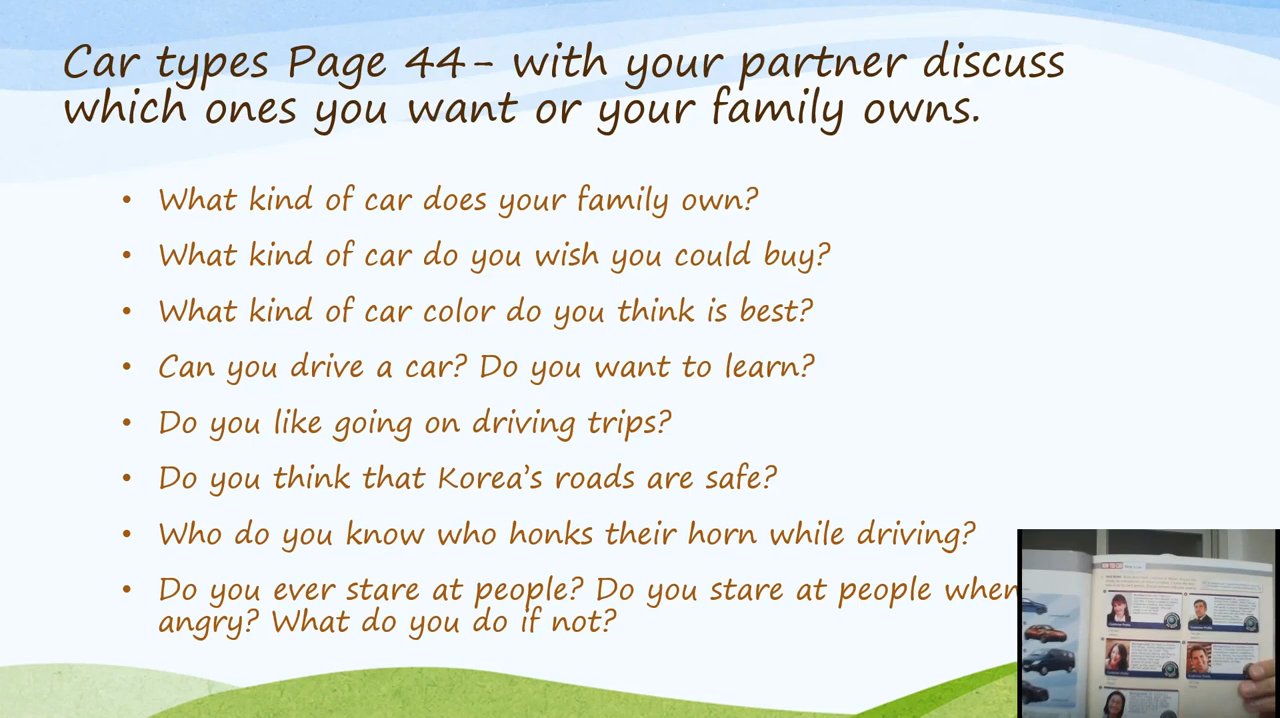 Car types Page 44- with your partner discuss
which ones you want or your family owns.
• What kind of car does your family own?
• What kind of car do you wish you could buy?
• What kind of car color do you think is best?
• Can you drive a car? Do you want to learn?
• Do you like going on driving trips?
• Do you think that Korea's roads are safe?
• Who do you know who honks their horn while driving?
• Do you ever stare at people? Do you stare at people when
angry? What do you do if not?